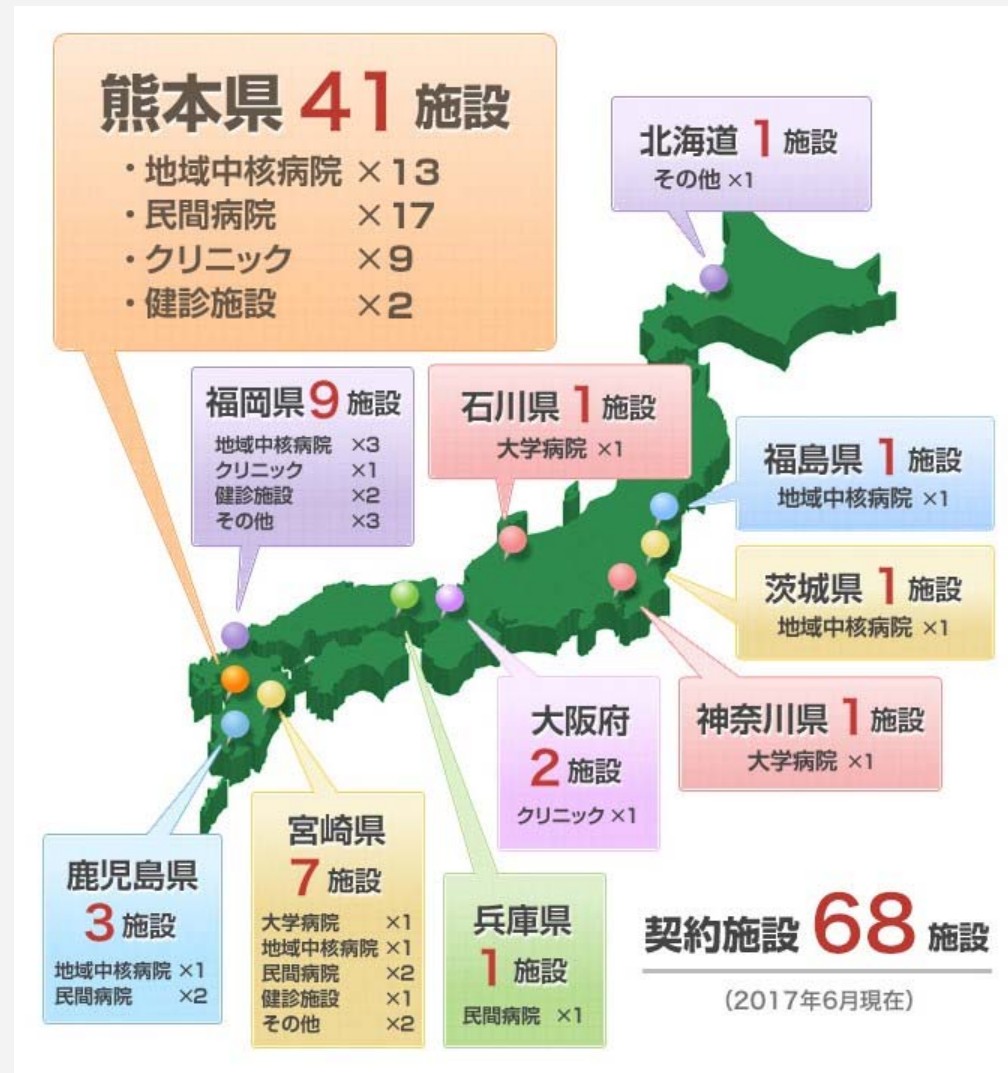 熊本県 41 施設
・地域中核病院 ×13
・民間病院 ×17
・クリニック ×9
・健診施設 ×2
北海道 1 施設
その他 ×1
福岡県 9 施設
地域中核病院 ×3
クリニック ×1
健診施設 ×2
その他 ×3
石川県 1 施設
大学病院 ×1
福島県 1 施設
地域中核病院 ×1
茨城県 1 施設
地域中核病院 ×1
神奈川県 1 施設
大学病院 ×1
大阪府
2 施設
クリニック ×1
鹿児島県
3 施設
地域中核病院 ×1
民間病院 ×2
宮崎県
7 施設
大学病院 ×1
地域中核病院 ×1
民間病院 ×2
健診施設 ×1
その他 ×2
兵庫県
1 施設
民間病院 ×1
契約施設 68 施設
(2017年6月現在)